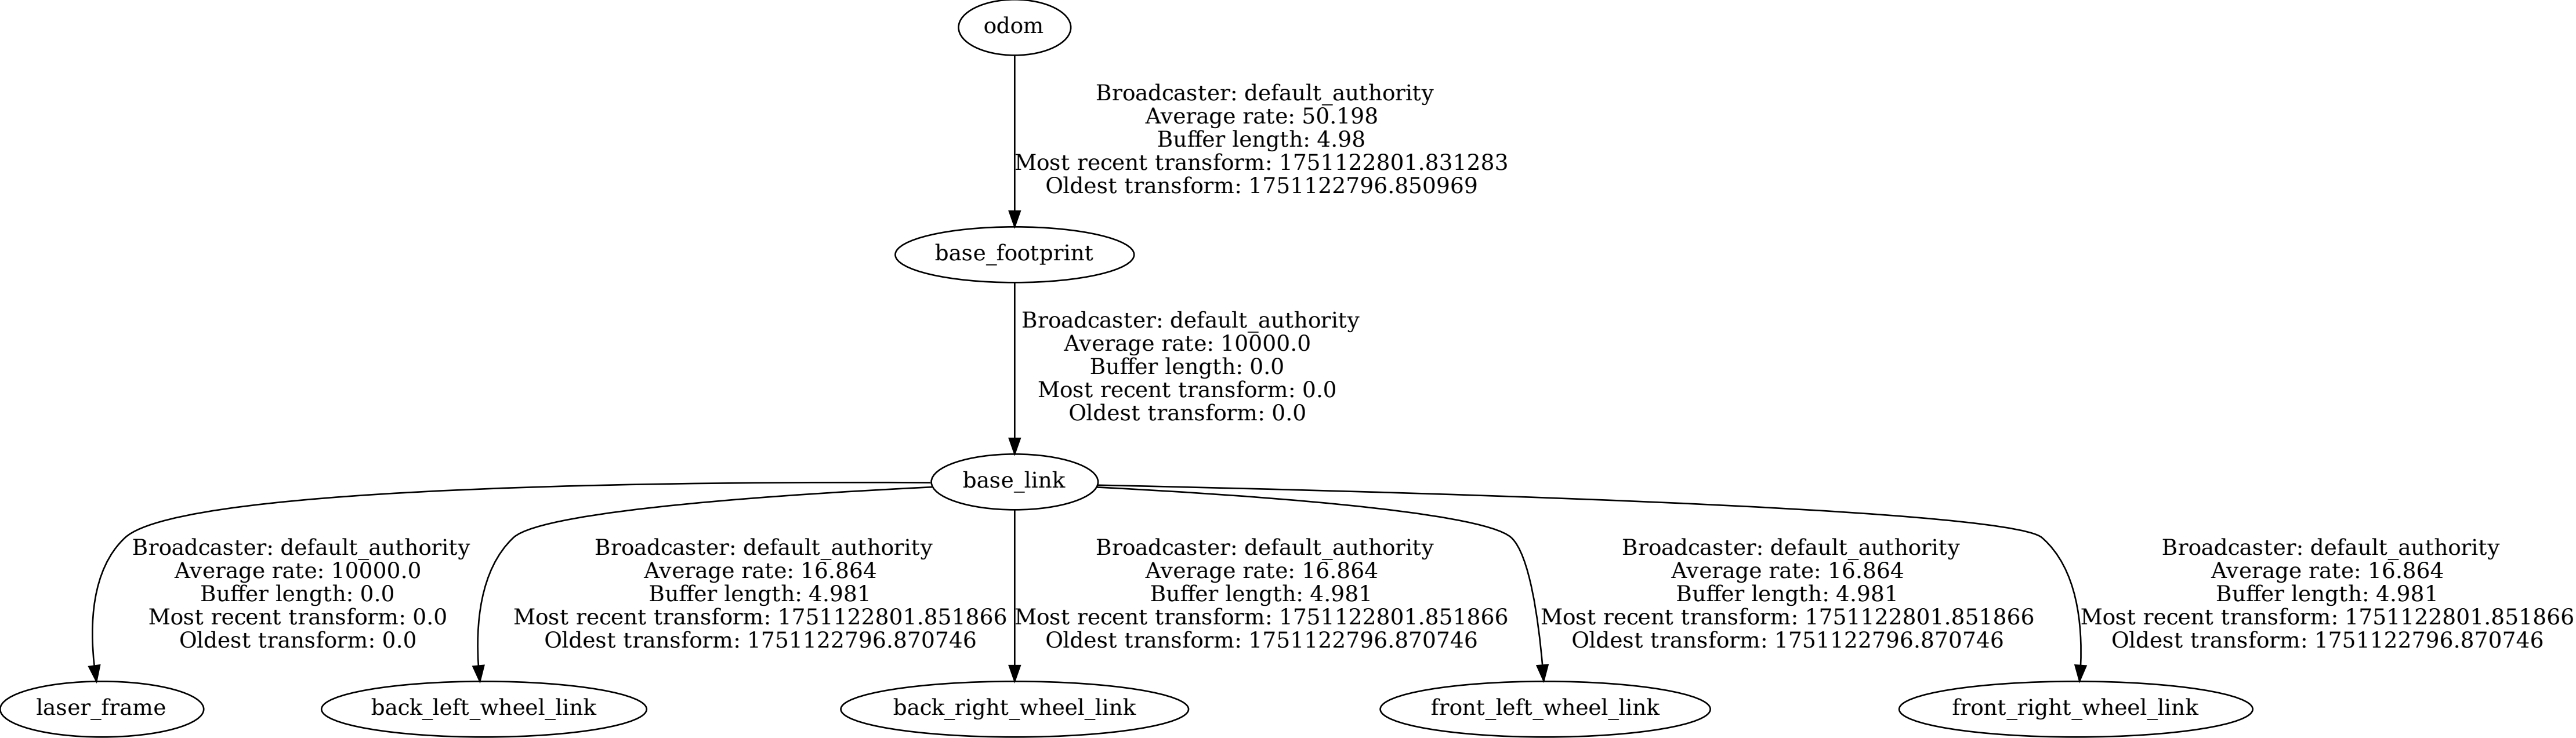 odom
Broadcaster: default_authority
Average rate: 50.198
Buffer length: 4.98
Most recent transform: 1751122801.831283
Oldest transform: 1751122796.850969
base_footprint
Broadcaster: default_authority
Average rate: 10000.0
Buffer length: 0.0
Most recent transform: 0.0
Oldest transform: 0.0
base_link
Broadcaster: default_authority
Average rate: 10000.0
Buffer length: 0.0
Most recent transform: 0.0
Oldest transform: 0.0
Broadcaster: default_authority
Average rate: 16.864
Buffer length: 4.981
Most recent transform: 1751122801.851866
Oldest transform: 1751122796.870746
Broadcaster: default_authority
Average rate: 16.864
Buffer length: 4.981
Most recent transform: 1751122801.851866
Oldest transform: 1751122796.870746
Broadcaster: default_authority
Average rate: 16.864
Buffer length: 4.981
Most recent transform: 1751122801.851866
Oldest transform: 1751122796.870746
Broadcaster: default_authority
Average rate: 16.864
Buffer length: 4.981
Most recent transform: 1751122801.851866
Oldest transform: 1751122796.870746
laser_frame
back_left_wheel_link
back_right_wheel_link
front_left_wheel_link
front_right_wheel_link